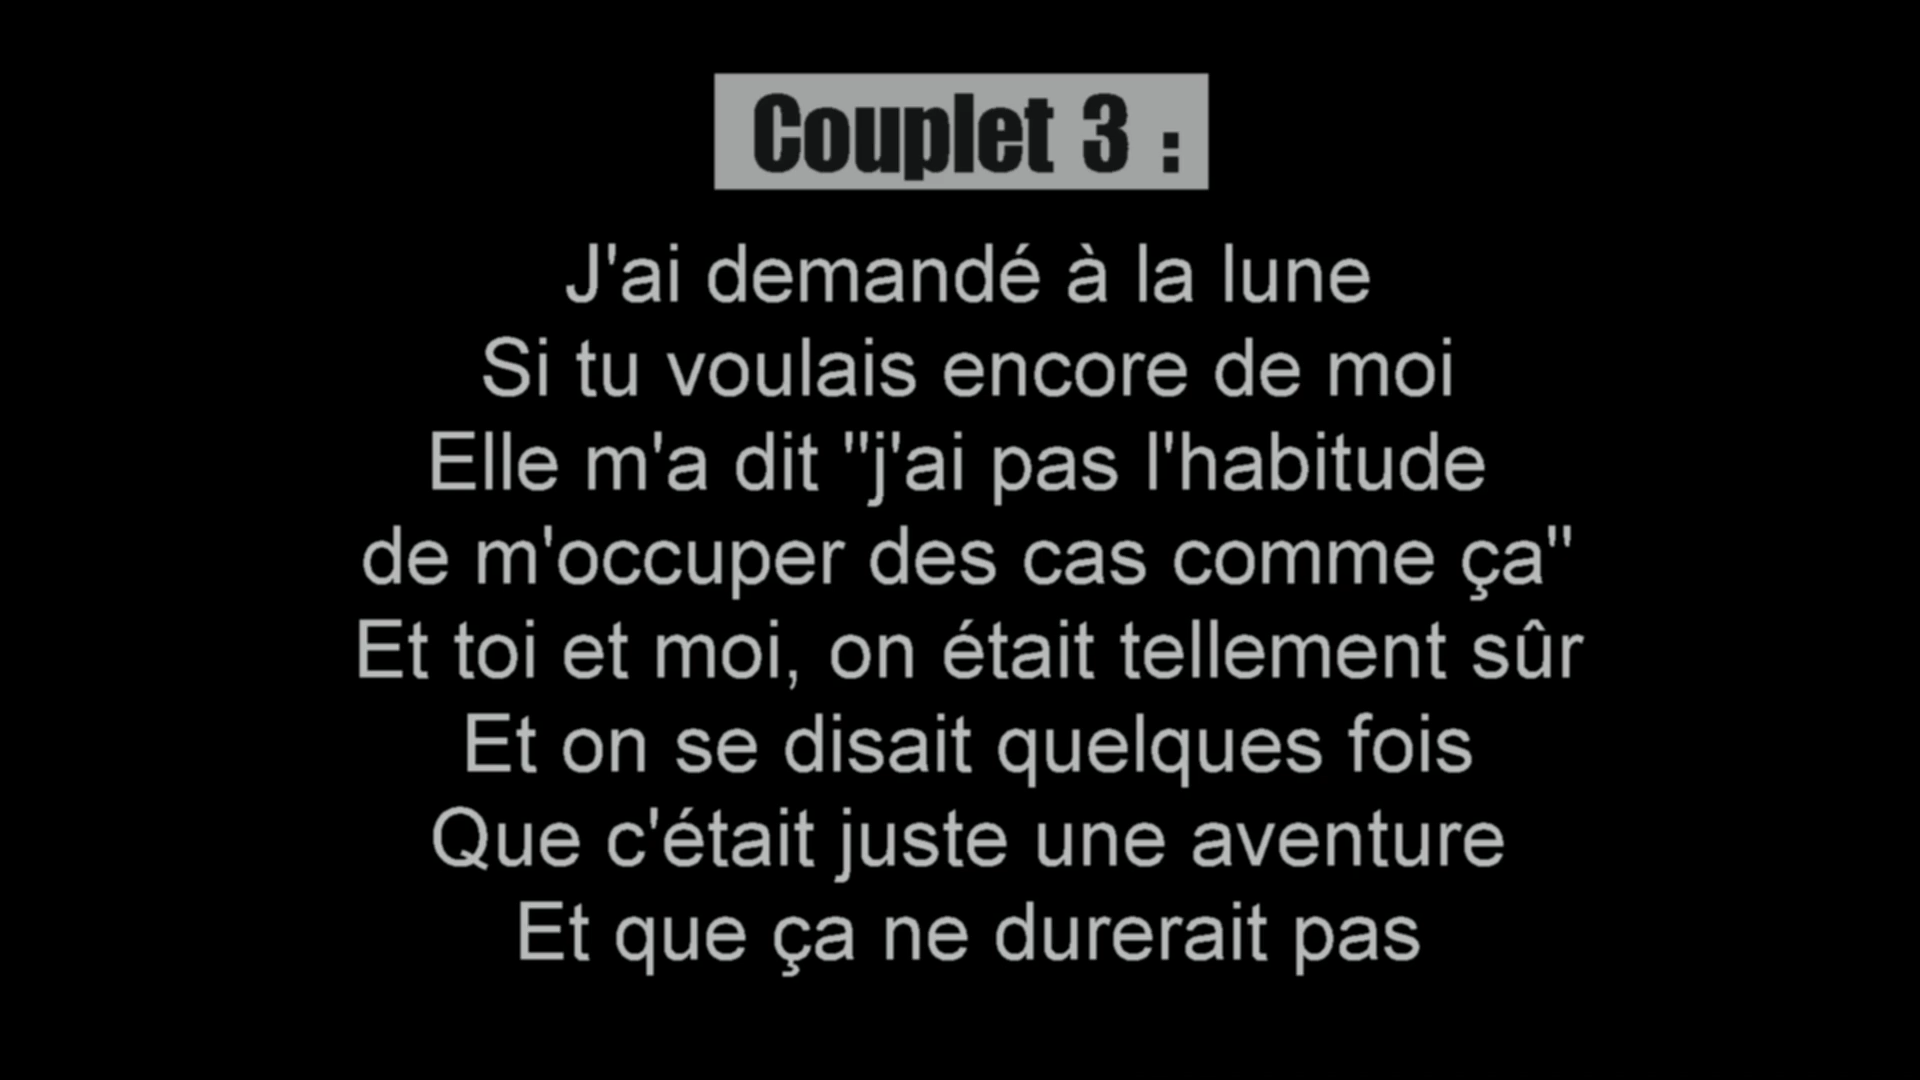 Couplet 3 :
J'ai demandé à la lune
Si tu voulais encore de moi
Elle m'a dit "j'ai pas l'habitude
de m'occuper des cas comme ça"
Et toi et moi, on était tellement sûr
Et on se disait quelques fois
Que c'était juste une aventure
Et que ça ne durerait pas